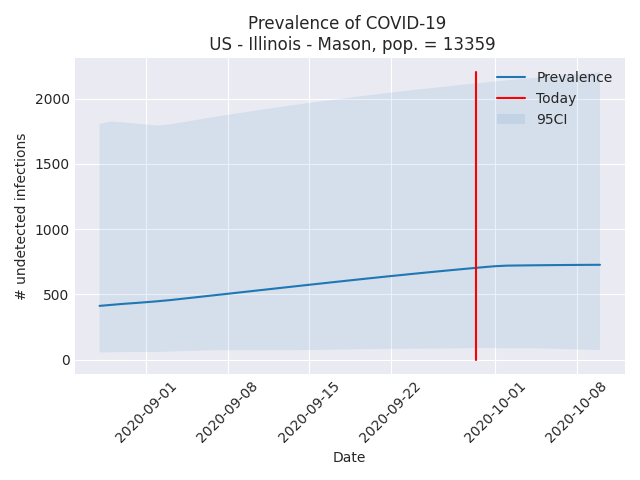 Prevalence of COVID-19
US - Illinois - Mason, pop. = 13359
Prevalence
Today
95CI
# undetected infections
2000
1500
1000
500
0
2020-09-01
2020-09-08
2020-09-15
2020-09-22
2020-10-01
2020-10-08
Date